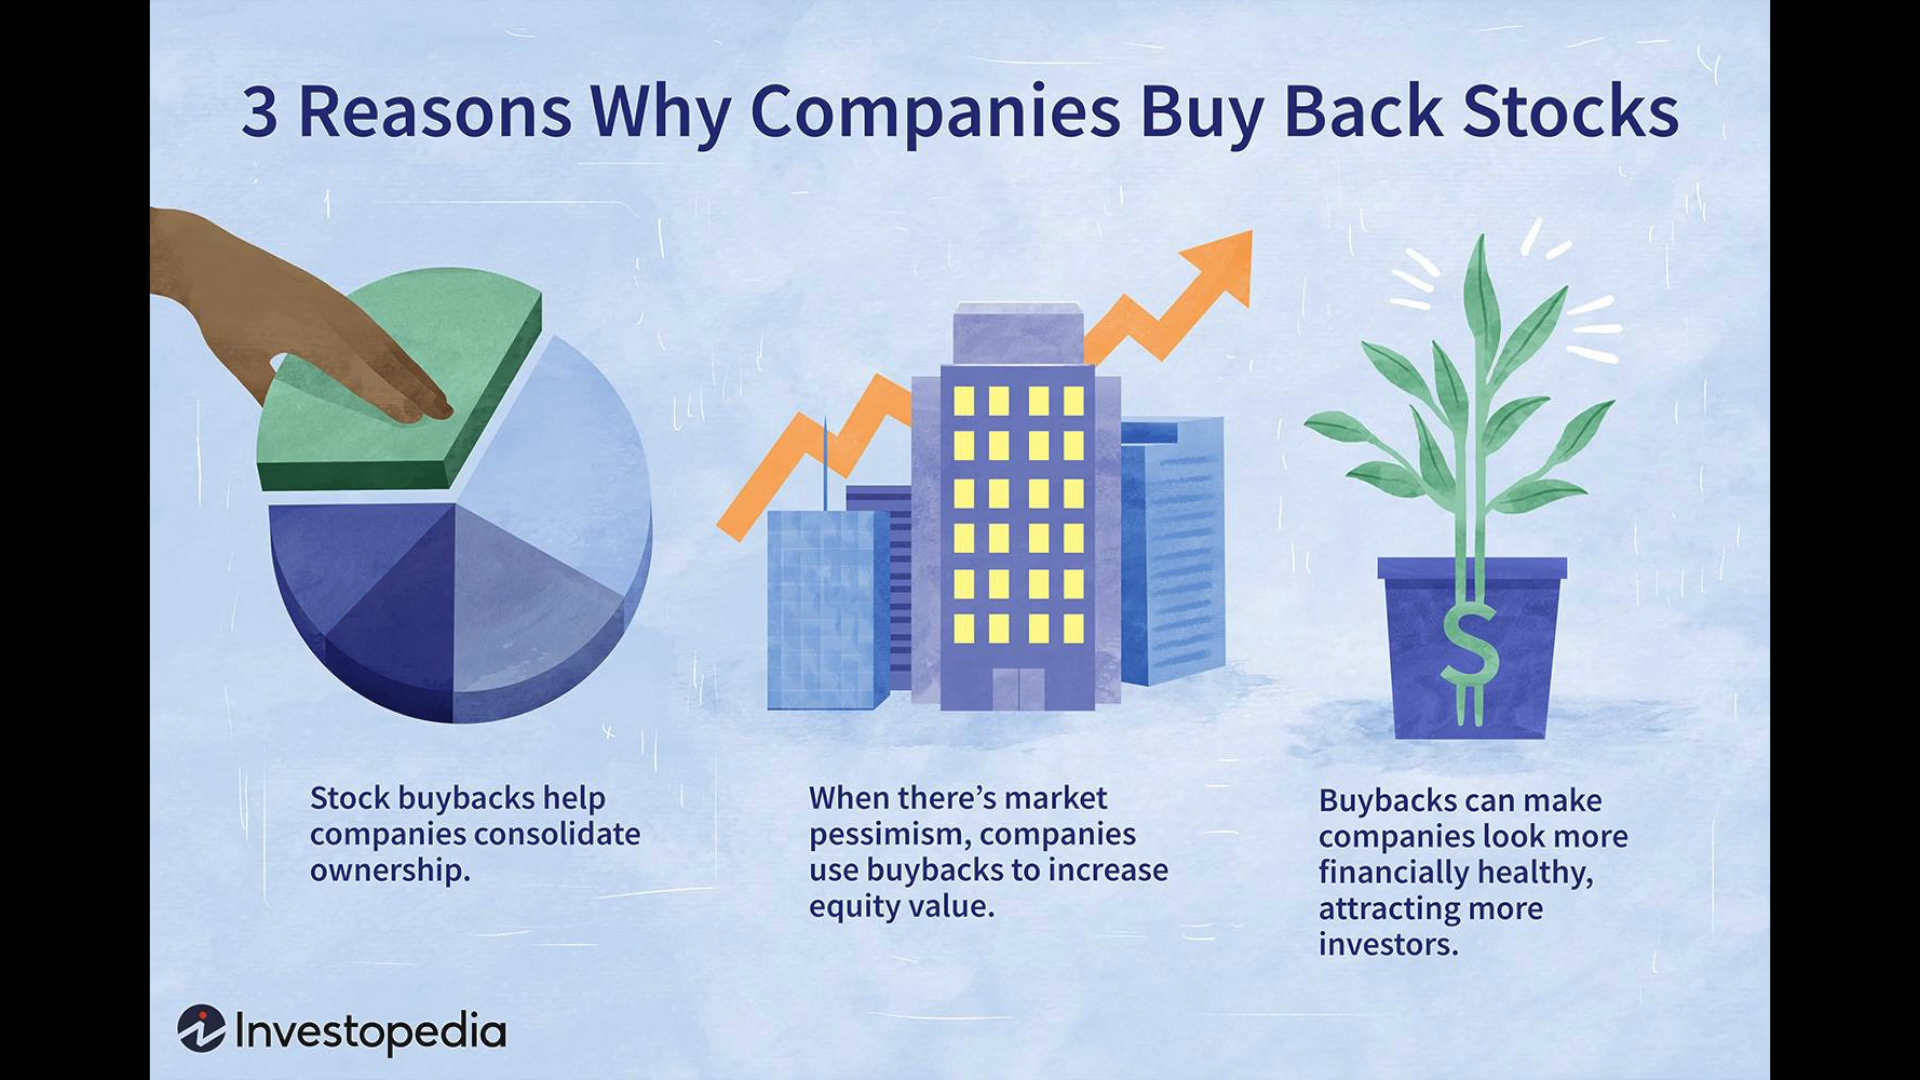 3 Reasons Why Companies Buy Back Stocks
$
Stock buybacks help
companies consolidate
ownership.
When there’s market
pessimism, companies
use buybacks to increase
equity value.
Buybacks can make
companies look more
financially healthy,
attracting more
investors.
Investopedia